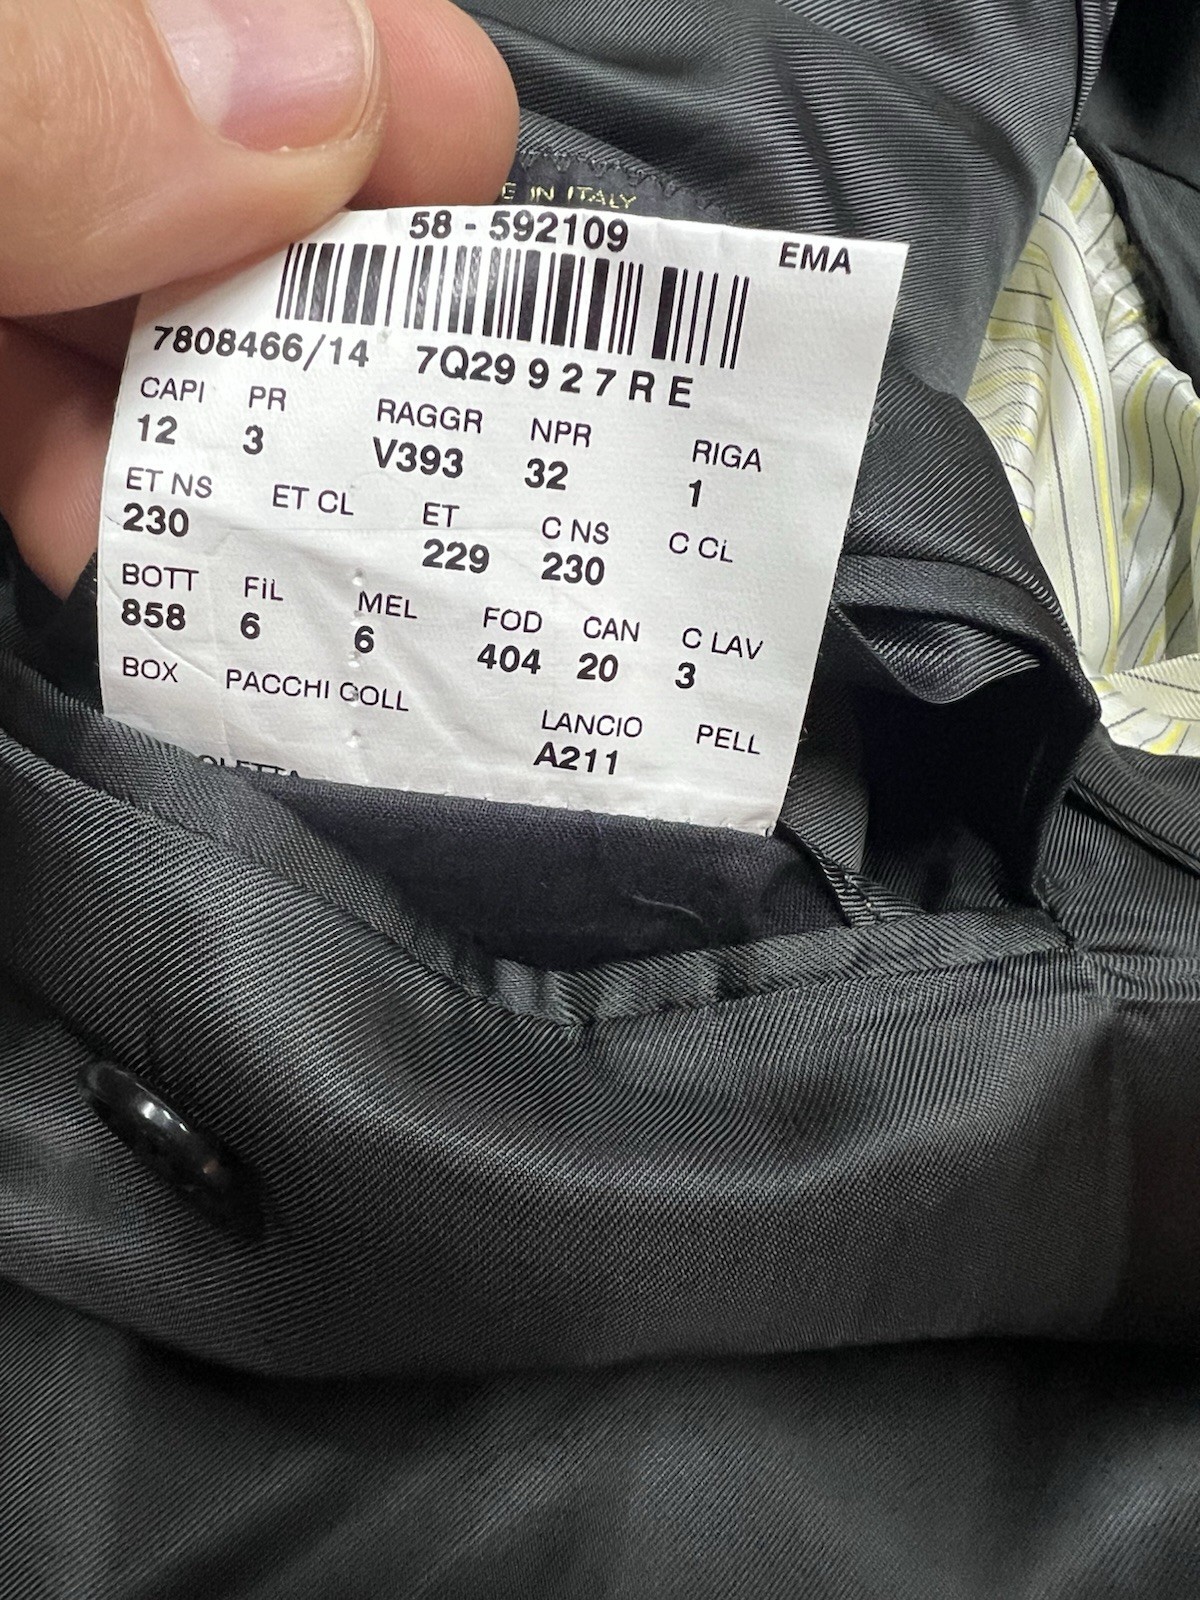 E IN ITALY
58 - 592109 EMA
7808466/14 7Q29 9 2 7 R E
CAPI PR RAGGR NPR RIGA
12 3 V393 32 1
ET NS ET CL ET C NS C CL
230 229 230
BOTT FIL MEL FOD CAN C LAV
858 6 6 404 20 3
BOX PACCHI COLL LANCIO PELL
A211